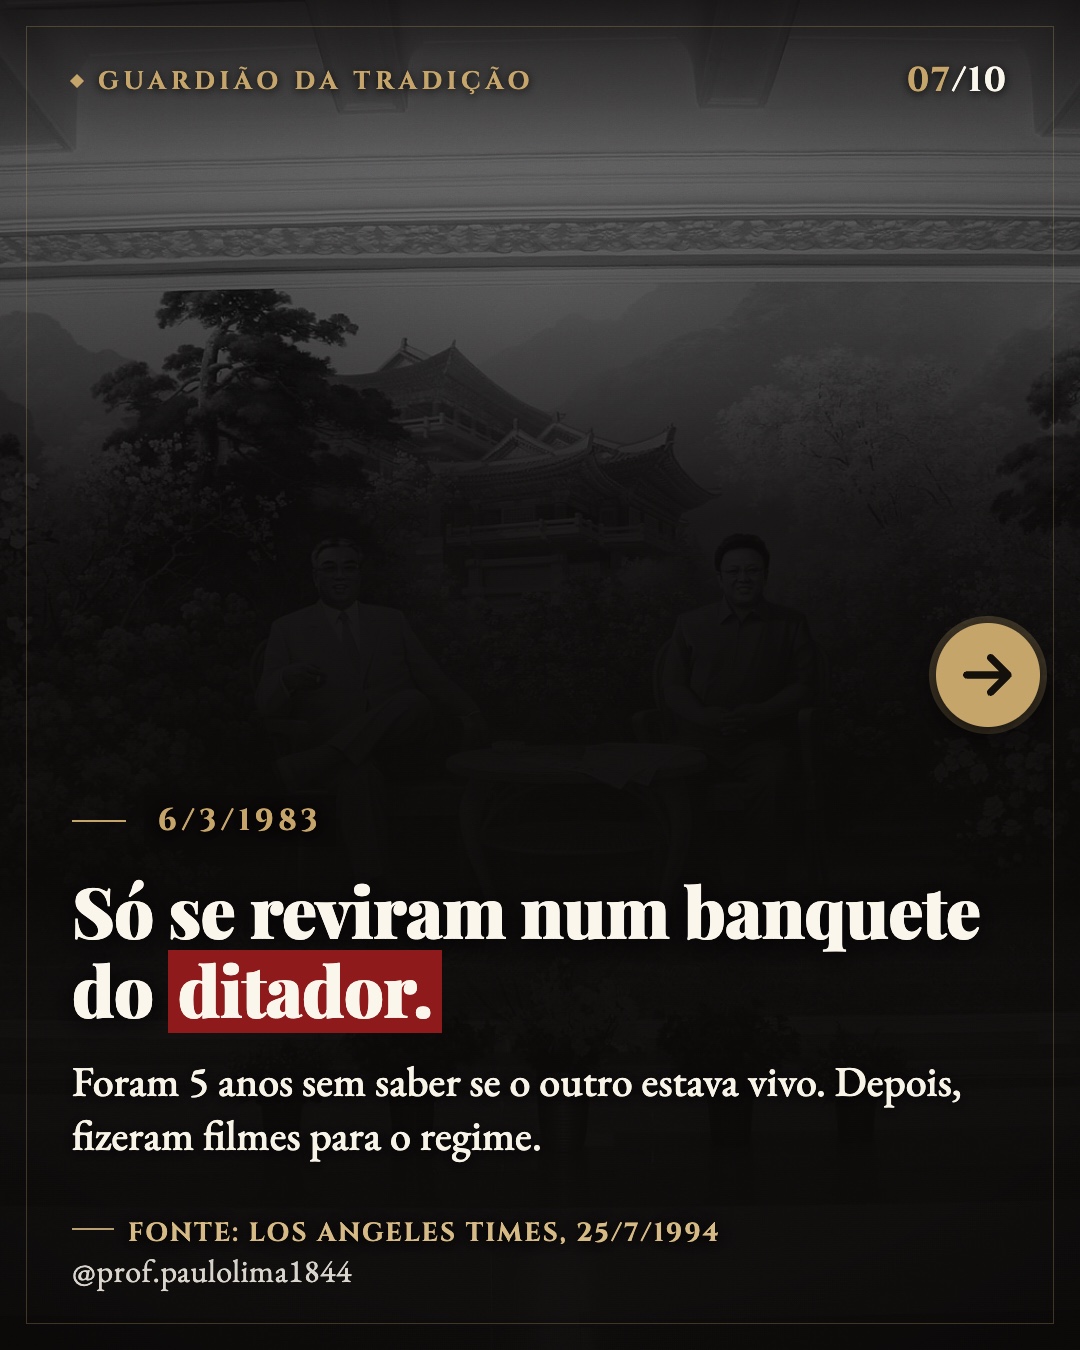 GUARDIÃO DA TRADIÇÃO
07/10
6/3/1983
Só se reviram num banquete
do ditador.
Foram 5 anos sem saber se o outro estava vivo. Depois,
fizeram filmes para o regime.
FONTE: LOS ANGELES TIMES, 25/7/1994
@prof.paulolima1844